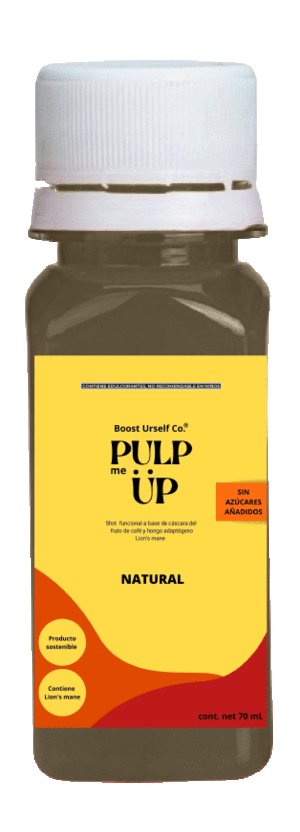 CONTIENE EDULCORANTES, NO RECOMENDABLE EN NIÑOS.
Boost Urself Co.®
PULP
me ÜP
SIN
AZÚCARES
AÑADIDOS
Shot funcional a base de cáscara del
fruto de café y hongo adaptógeno
Lion's mane
NATURAL
Producto
sostenible
Contiene
Lion's mane
cont. net 70 mL